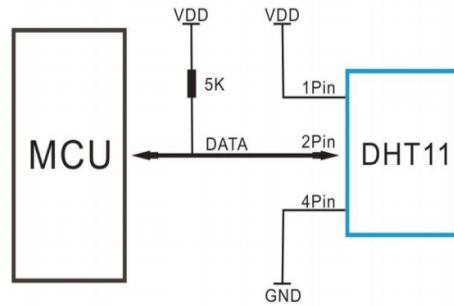 VDD
VDD
5K
1Pin
MCU
DATA
2Pin
DHT11
4Pin
GND